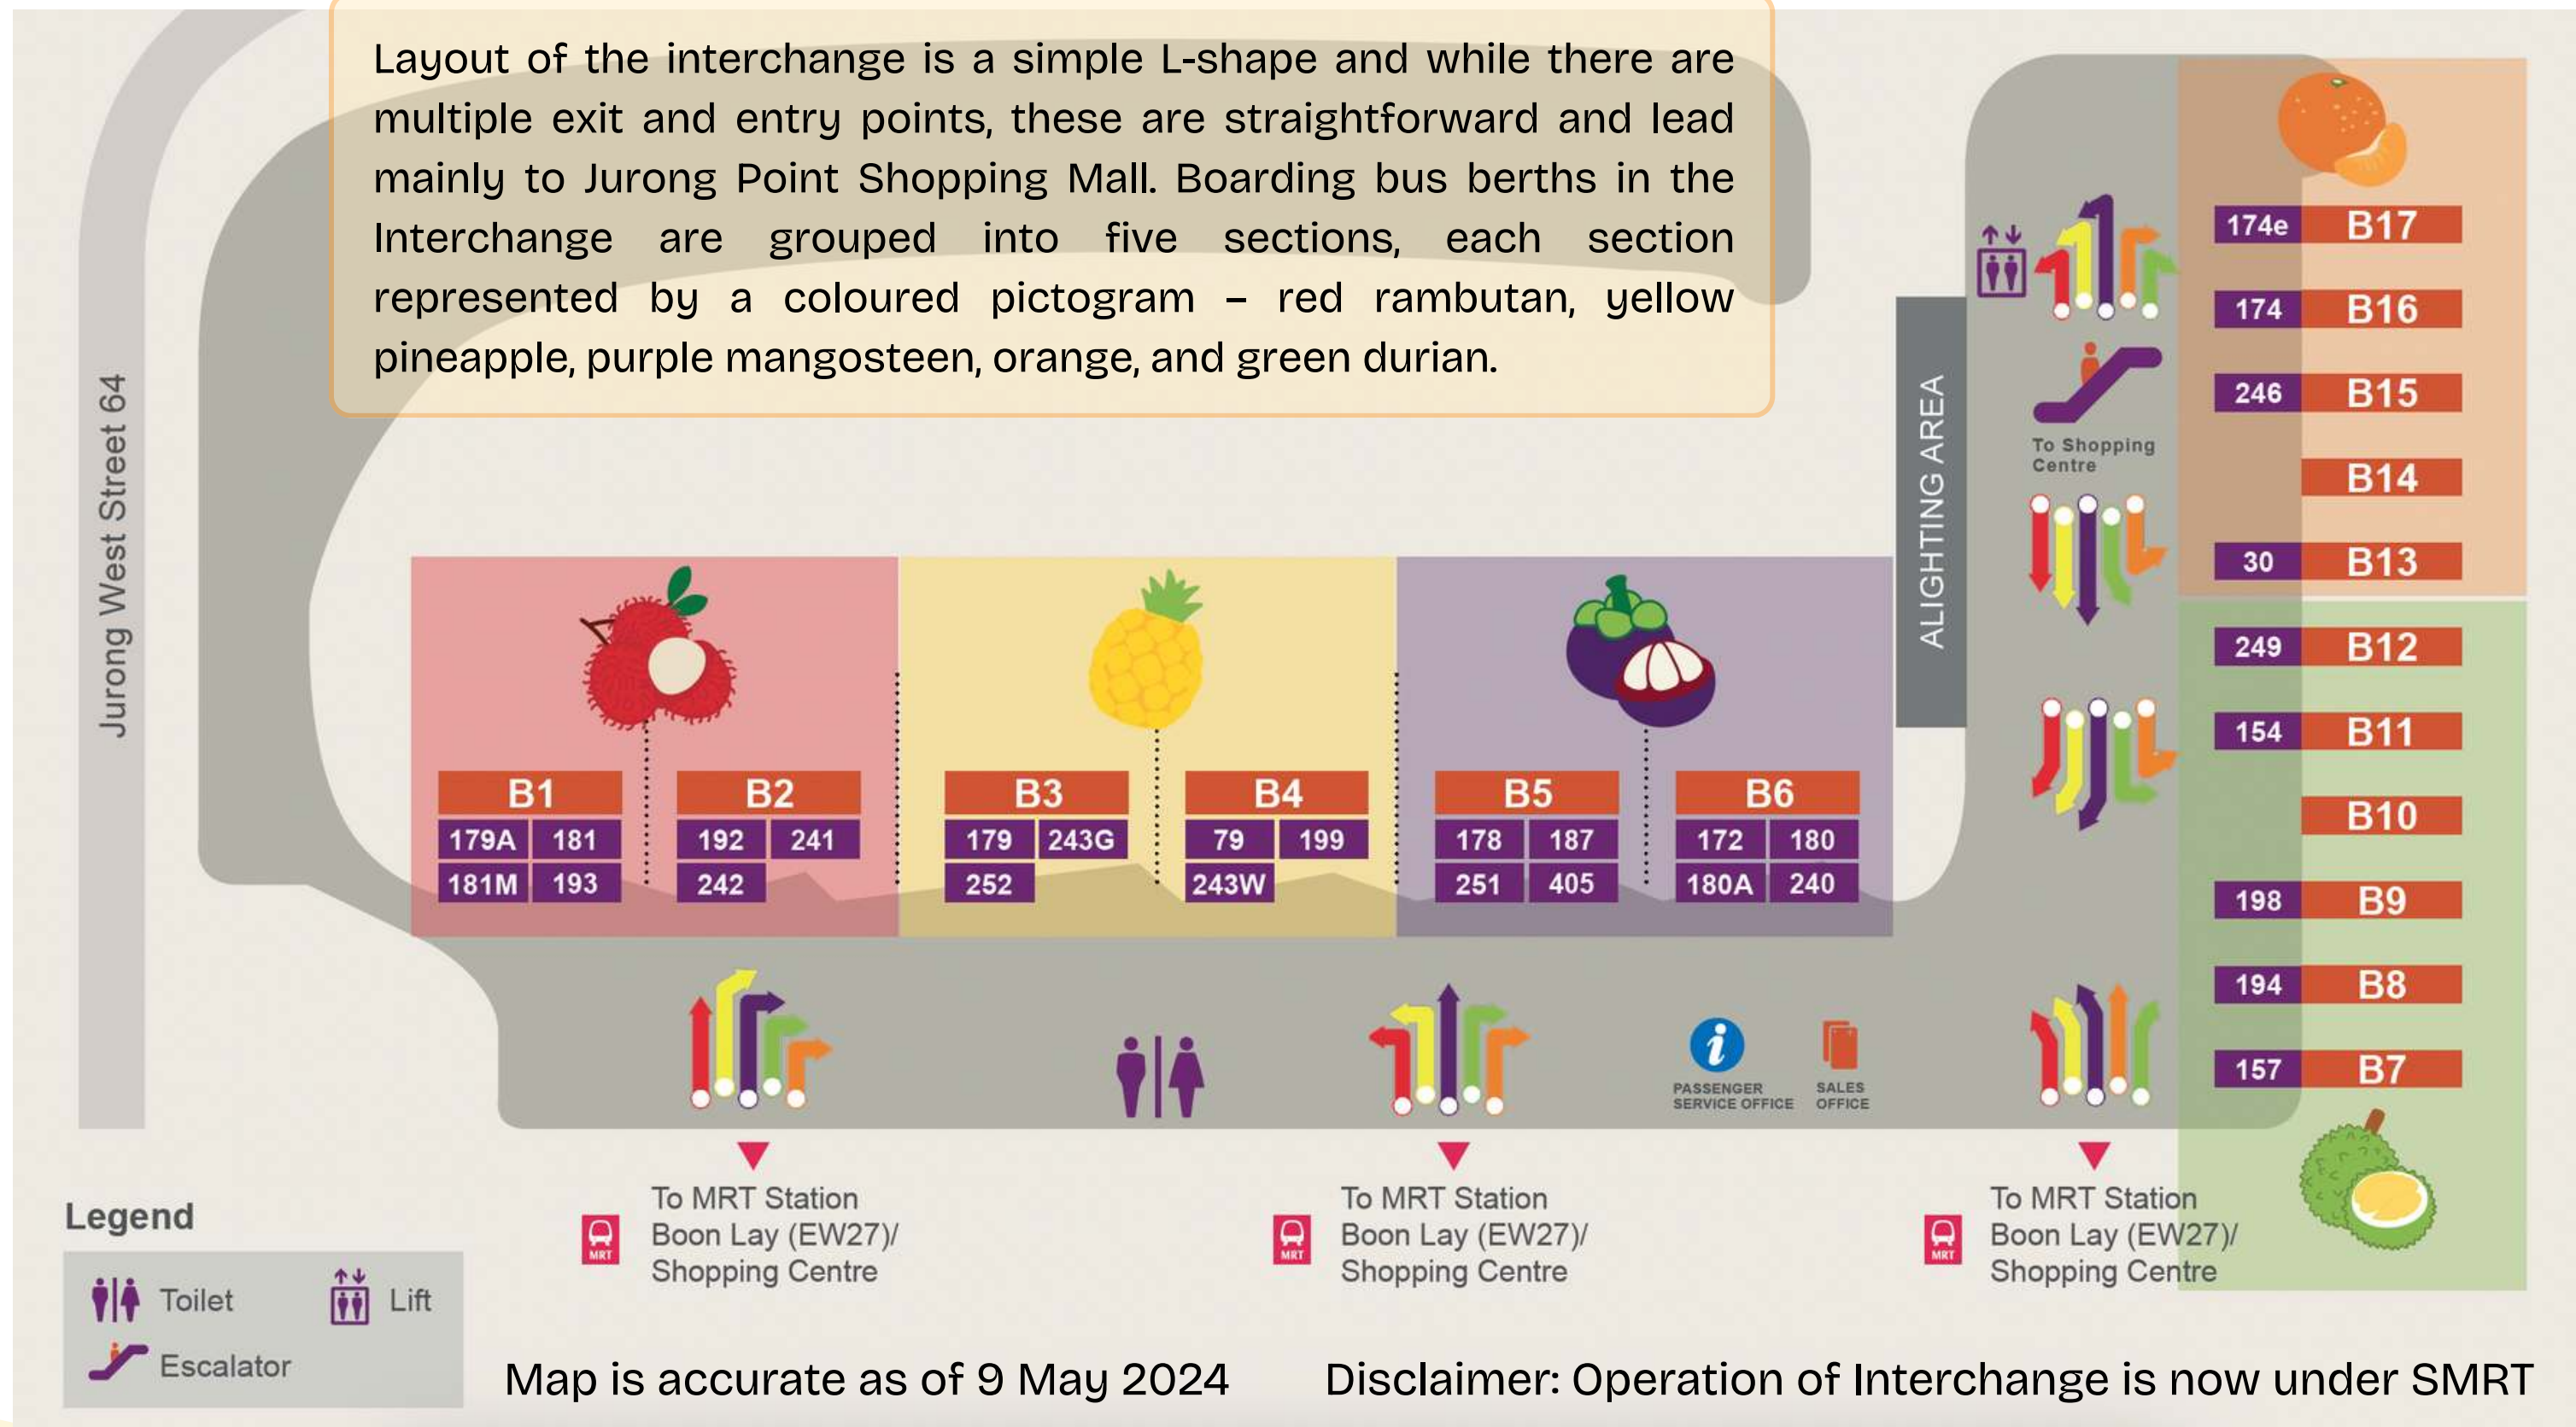 Layout of the interchange is a simple L-shape and while there are
multiple exit and entry points, these are straightforward and lead
mainly to Jurong Point Shopping Mall. Boarding bus berths in the
Interchange are grouped into five sections, each section
represented by a coloured pictogram – red rambutan, yellow
pineapple, purple mangosteen, orange, and green durian.
Jurong West Street 64
ALIGHTING AREA
To Shopping
Centre
174e B17
174 B16
246 B15
B14
30 B13
249 B12
154 B11
B10
198 B9
194 B8
157 B7
B1
179A 181
181M 193
B2
192 241
242
B3
179 243G
252
B4
79 199
243W
B5
178 187
251 405
B6
172 180
180A 240
i
PASSENGER
SERVICE OFFICE
SALES
OFFICE
MRT
To MRT Station
Boon Lay (EW27)/
Shopping Centre
MRT
To MRT Station
Boon Lay (EW27)/
Shopping Centre
MRT
To MRT Station
Boon Lay (EW27)/
Shopping Centre
Legend
Toilet
Lift
Escalator
Map is accurate as of 9 May 2024
Disclaimer: Operation of Interchange is now under SMRT